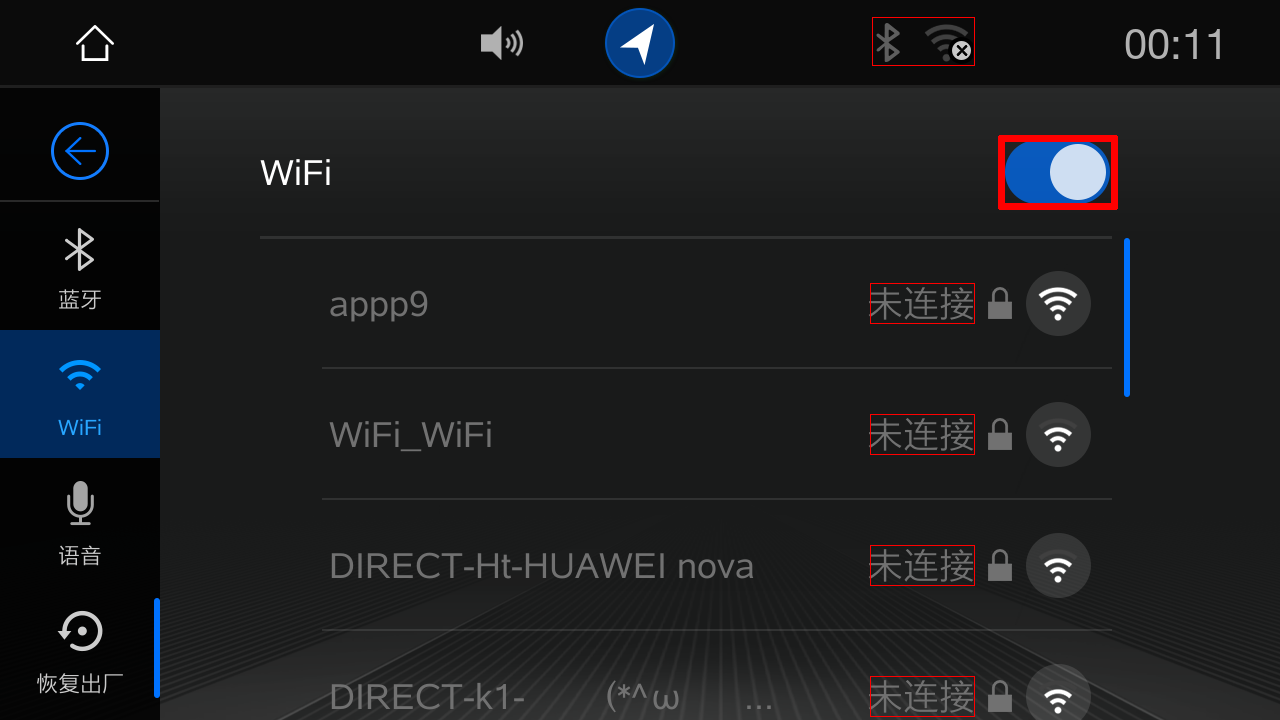 00:11
WiFi
蓝牙
appp9 未连接
WiFi
WiFi_WiFi 未连接
语音
DIRECT-Ht-HUAWEI nova 未连接
恢复出厂
DIRECT-k1- (*^ω ... 未连接